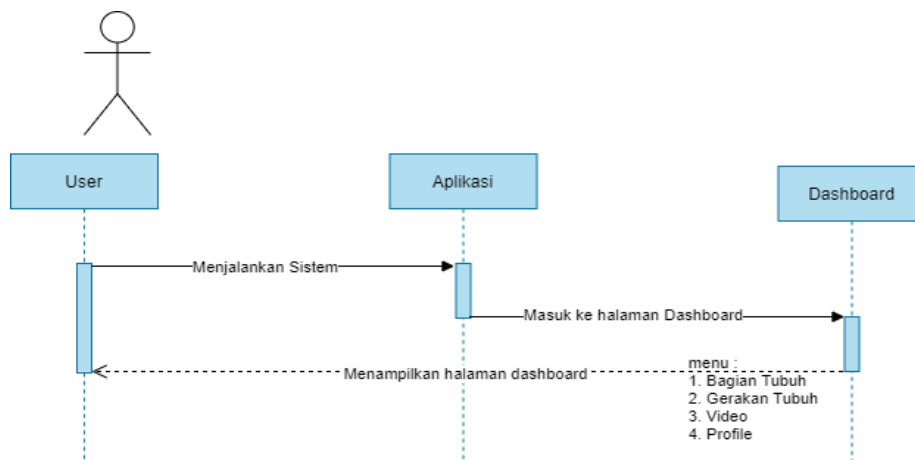 User
Aplikasi
Dashboard
Menjalankan Sistem
Masuk ke halaman Dashboard
Menampilkan halaman dashboard
menu :
1. Bagian Tubuh
2. Gerakan Tubuh
3. Video
4. Profile